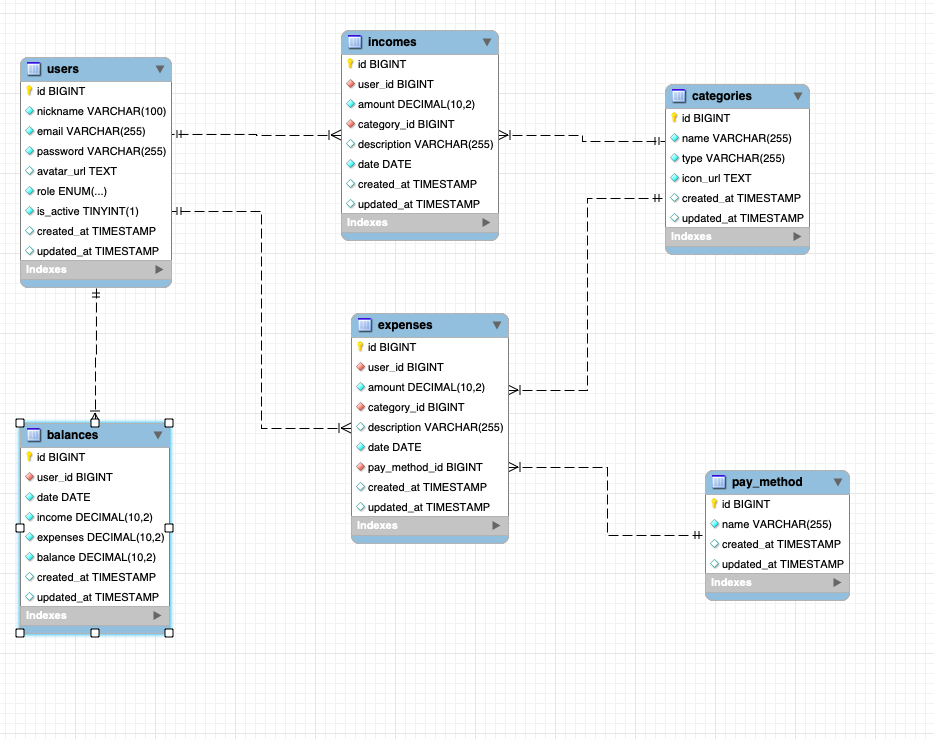 users
id BIGINT
nickname VARCHAR(100)
email VARCHAR(255)
password VARCHAR(255)
avatar_url TEXT
role ENUM(...)
is_active TINYINT(1)
created_at TIMESTAMP
updated_at TIMESTAMP
Indexes
incomes
id BIGINT
user_id BIGINT
amount DECIMAL(10,2)
category_id BIGINT
description VARCHAR(255)
date DATE
created_at TIMESTAMP
updated_at TIMESTAMP
Indexes
categories
id BIGINT
name VARCHAR(255)
type VARCHAR(255)
icon_url TEXT
created_at TIMESTAMP
updated_at TIMESTAMP
Indexes
expenses
id BIGINT
user_id BIGINT
amount DECIMAL(10,2)
category_id BIGINT
description VARCHAR(255)
date DATE
pay_method_id BIGINT
created_at TIMESTAMP
updated_at TIMESTAMP
Indexes
balances
id BIGINT
user_id BIGINT
date DATE
income DECIMAL(10,2)
expenses DECIMAL(10,2)
balance DECIMAL(10,2)
created_at TIMESTAMP
updated_at TIMESTAMP
Indexes
pay_method
id BIGINT
name VARCHAR(255)
created_at TIMESTAMP
updated_at TIMESTAMP
Indexes